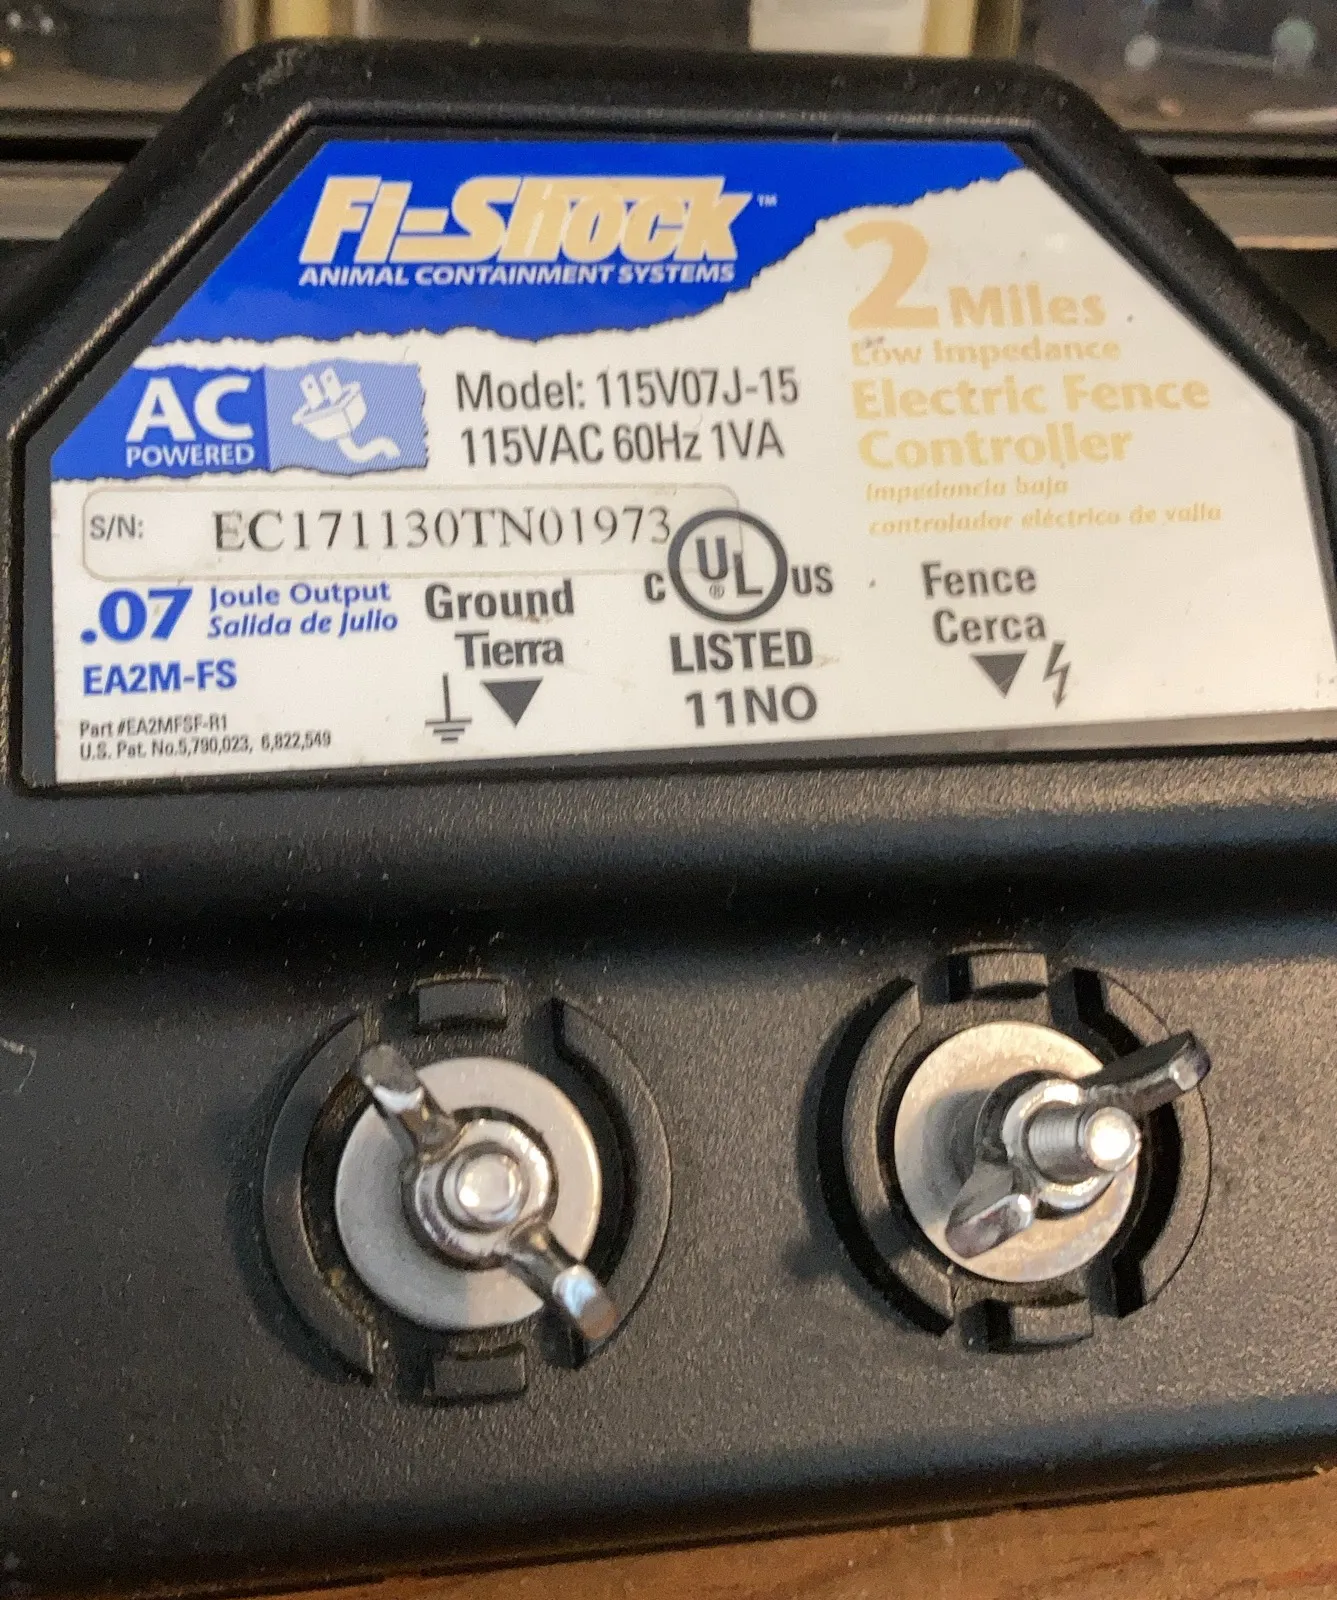 Fi-Shock™
ANIMAL CONTAINMENT SYSTEMS
2 Miles
Low Impedance
Electric Fence
Controller
Impedancia baja
controlador eléctrico de valla
AC
POWERED
Model: 115V07J-15
115VAC 60Hz 1VA
S/N: EC171130TN01973
.07 Joule Output
Salida de Julio
EA2M-FS
Part #EA2MFSF-R1
U.S. Pat. No.5,790,023, 6,822,549
Ground
Tierra
C UL® US
LISTED
11NO
Fence
Cerca